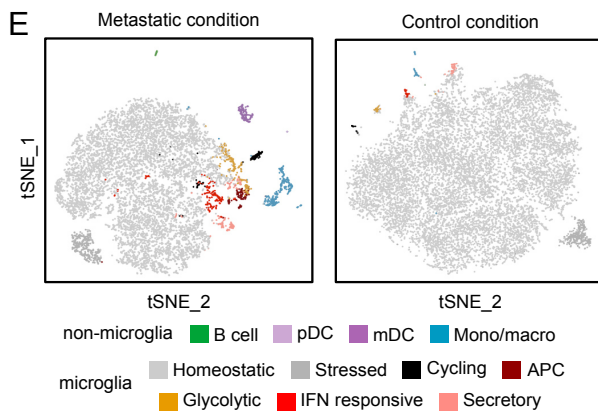 E
Metastatic condition
Control condition
tSNE_1
tSNE_2
tSNE_2
non-microglia B cell pDC mDC Mono/macro
microglia Homeostatic Stressed Cycling APC
Glycolytic IFN responsive Secretory